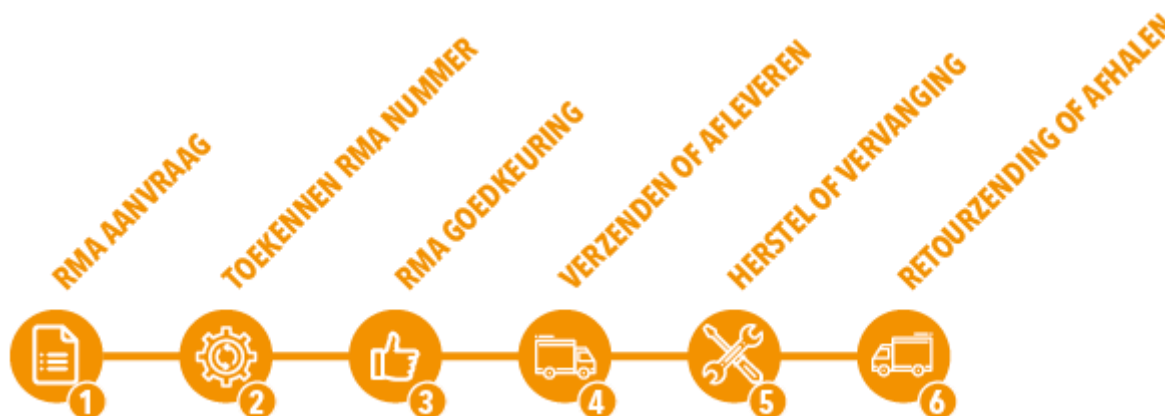 RMA AANVRAAG
TOEKENNEN RMA NUMMER
RMA GOEDKEURING
VERZENDEN OF AFLEVEREN
HERSTEL OF VERVANGING
RETOURZENDING OF AFHALEN
1
2
3
4
5
6